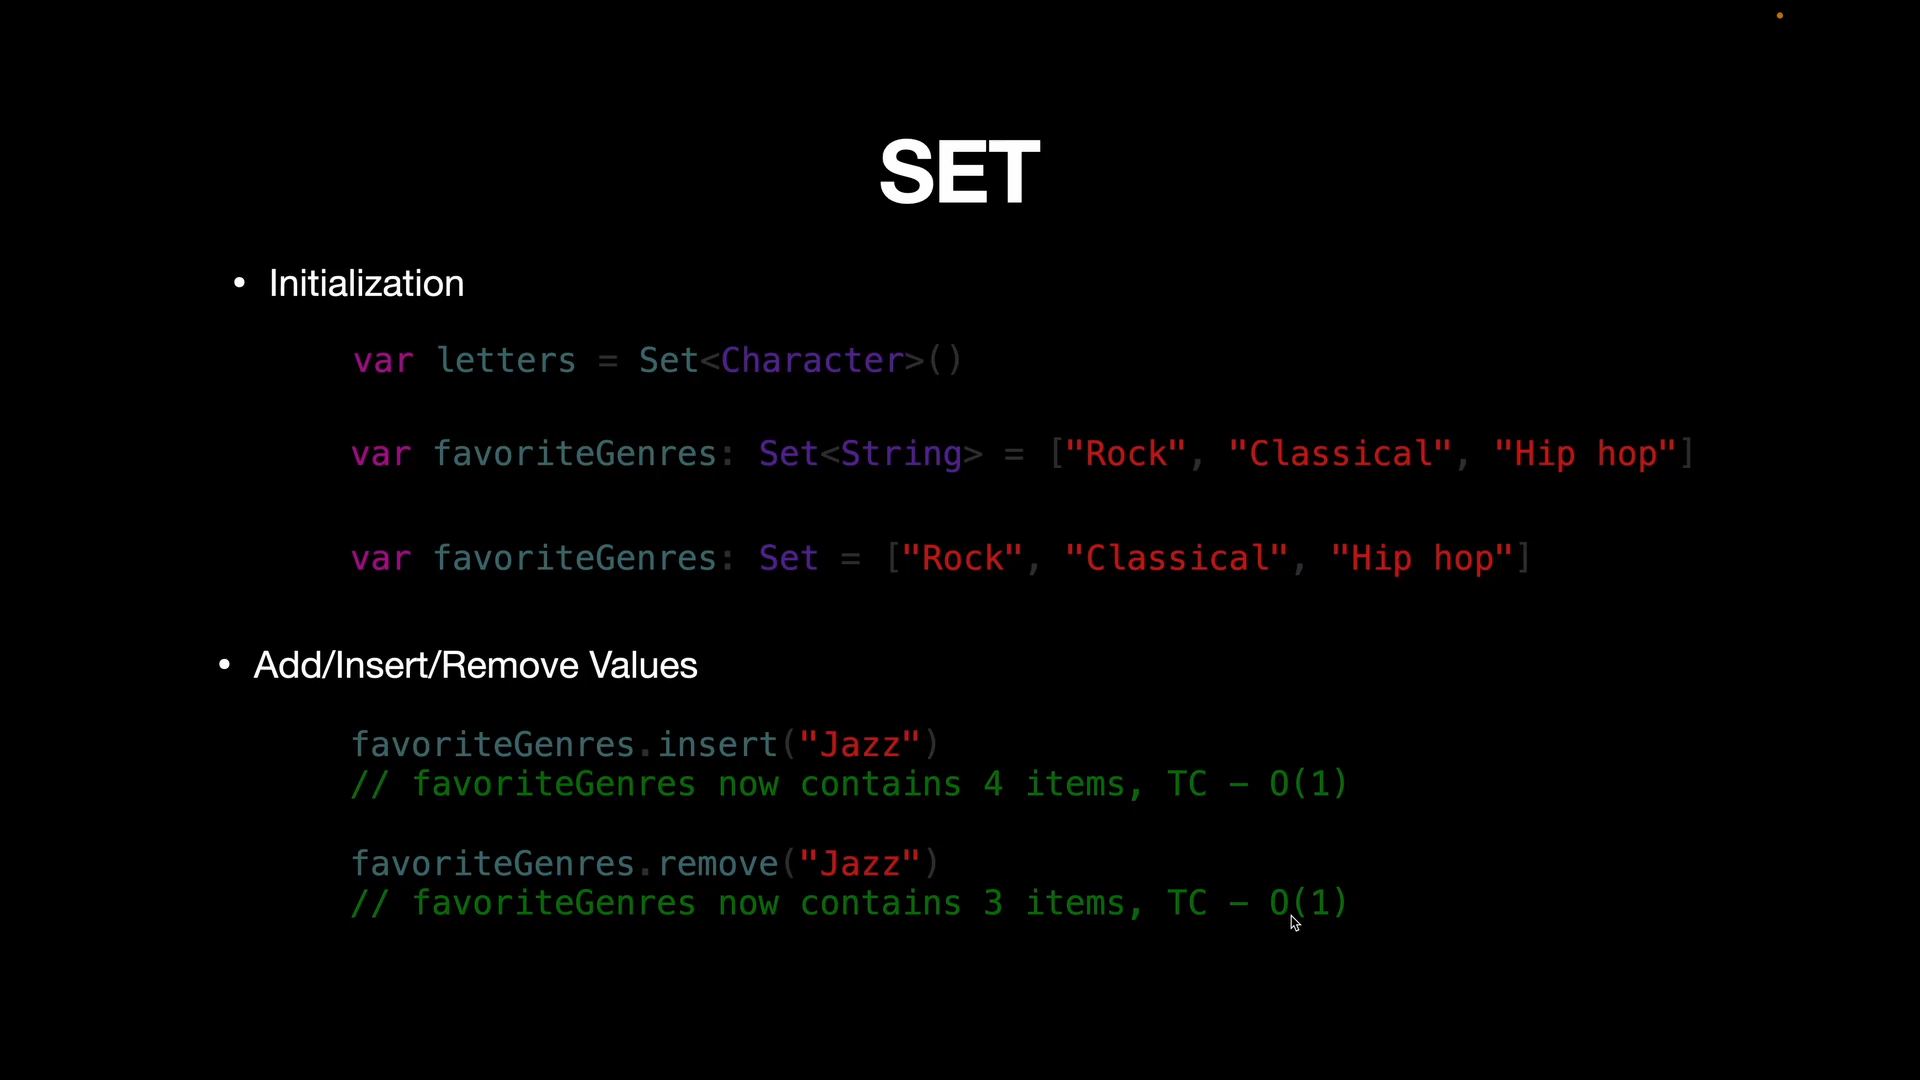 SET
• Initialization
var letters = Set<Character>()
var favoriteGenres: Set<String> = ["Rock", "Classical", "Hip hop"]
var favoriteGenres: Set = ["Rock", "Classical", "Hip hop"]
• Add/Insert/Remove Values
favoriteGenres.insert("Jazz")
// favoriteGenres now contains 4 items, TC – O(1)
favoriteGenres.remove("Jazz")
// favoriteGenres now contains 3 items, TC – O(1)